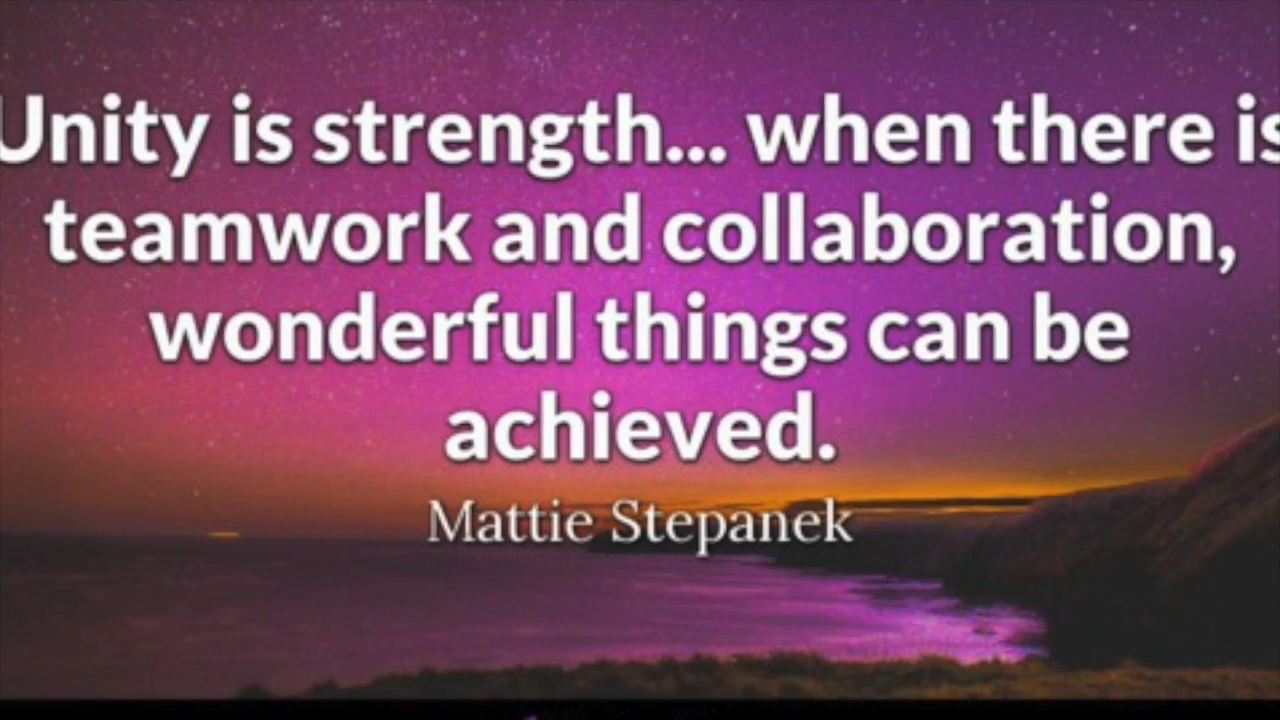 Unity is strength... when there is
teamwork and collaboration,
wonderful things can be
achieved.
Mattie Stepanek